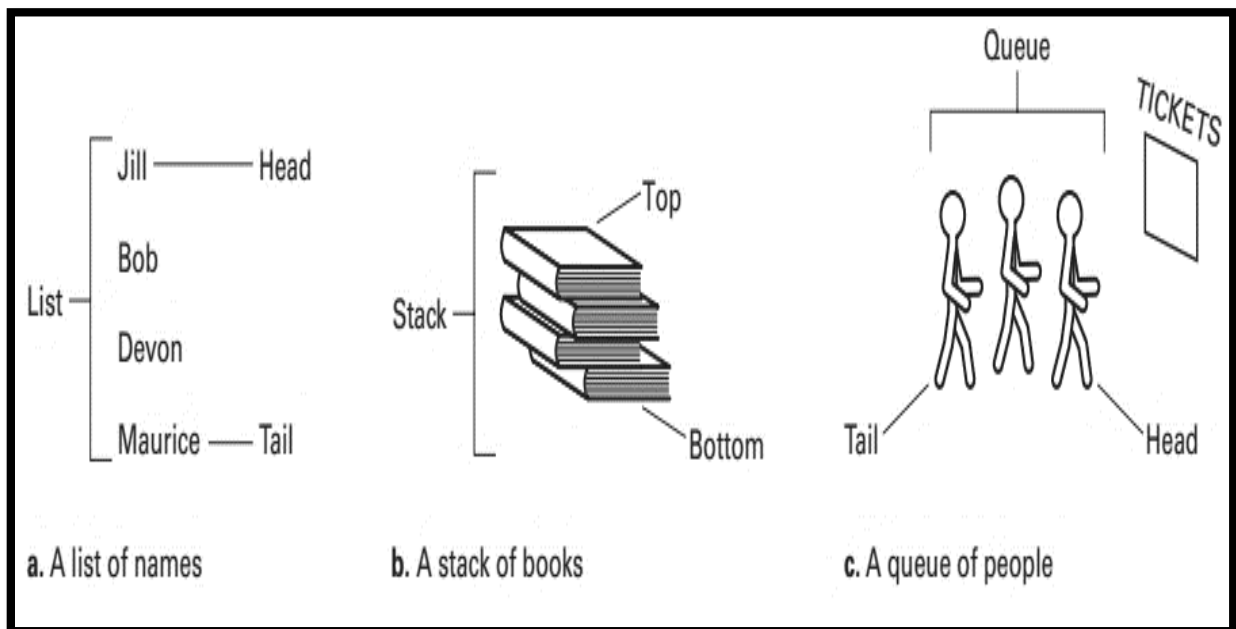 List
Jill
Head
Bob
Devon
Maurice
Tail
a. A list of names
Stack
Top
Bottom
b. A stack of books
Queue
TICKETS
Tail
Head
c. A queue of people